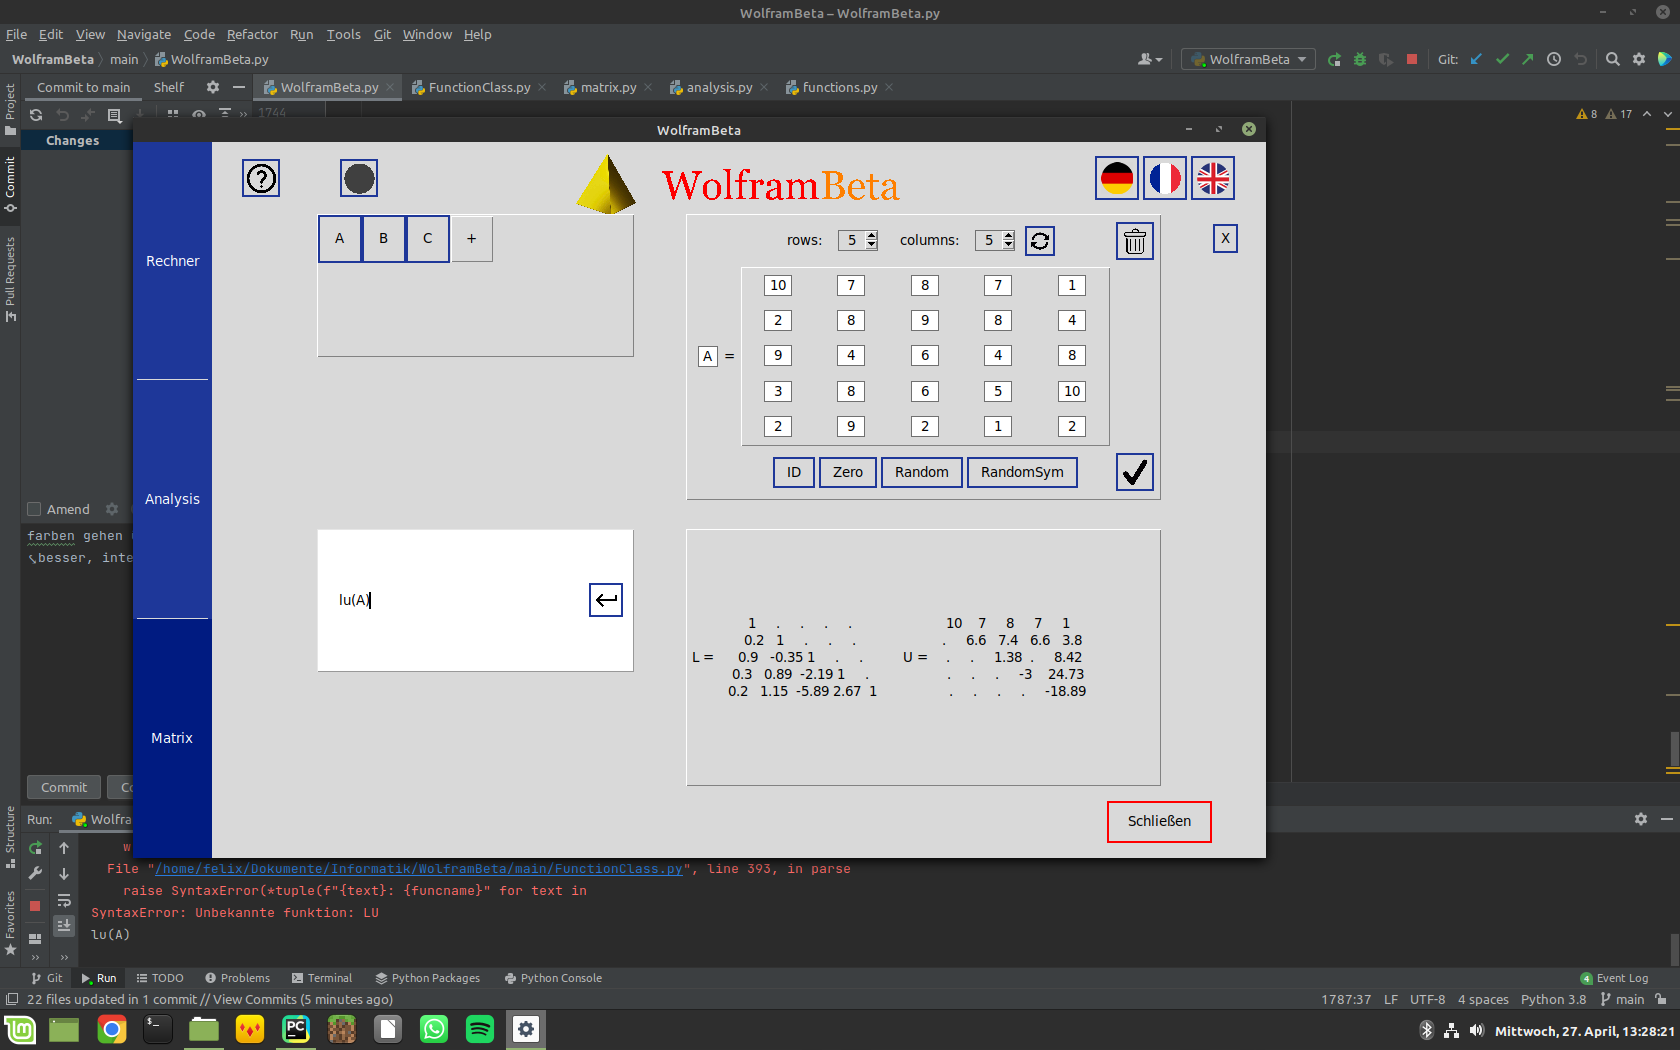 WolframBeta – WolframBeta.py
File Edit View Navigate Code Refactor Run Tools Git Window Help
WolframBeta main WolframBeta.py
WolframBeta Git:
Commit to main Shelf WolframBeta.py FunctionClass.py matrix.py analysis.py functions.py
1744
8 17
Project
Commit
Pull Requests
Structure
Favorites
Changes
Amend
farben gehen
besser, inte
Commit
WolframBeta
Rechner
Analysis
Matrix
?
WolframBeta
A B C +
rows: 5 columns: 5
X
10 7 8 7 1
2 8 9 8 4
A = 9 4 6 4 8
3 8 6 5 10
2 9 2 1 2
ID Zero Random RandomSym
lu(A)
1 . . . .
0.2 1 . . .
L = 0.9 -0.35 1 . .
0.3 0.89 -2.19 1 .
0.2 1.15 -5.89 2.67 1
10 7 8 7 1
. 6.6 7.4 6.6 3.8
U = . . 1.38 . 8.42
. . . -3 24.73
. . . . -18.89
Schließen
Run: Wolfra
w
File "/home/felix/Dokumente/Informatik/WolframBeta/main/FunctionClass.py", line 393, in parse
raise SyntaxError(*tuple(f"{text}: {funcname}" for text in
SyntaxError: Unbekannte funktion: LU
lu(A)
Git Run TODO Problems Terminal Python Packages Python Console 4 Event Log
22 files updated in 1 commit // View Commits (5 minutes ago) 1787:37 LF UTF-8 4 spaces Python 3.8 main
PC
Mittwoch, 27. April, 13:28:21